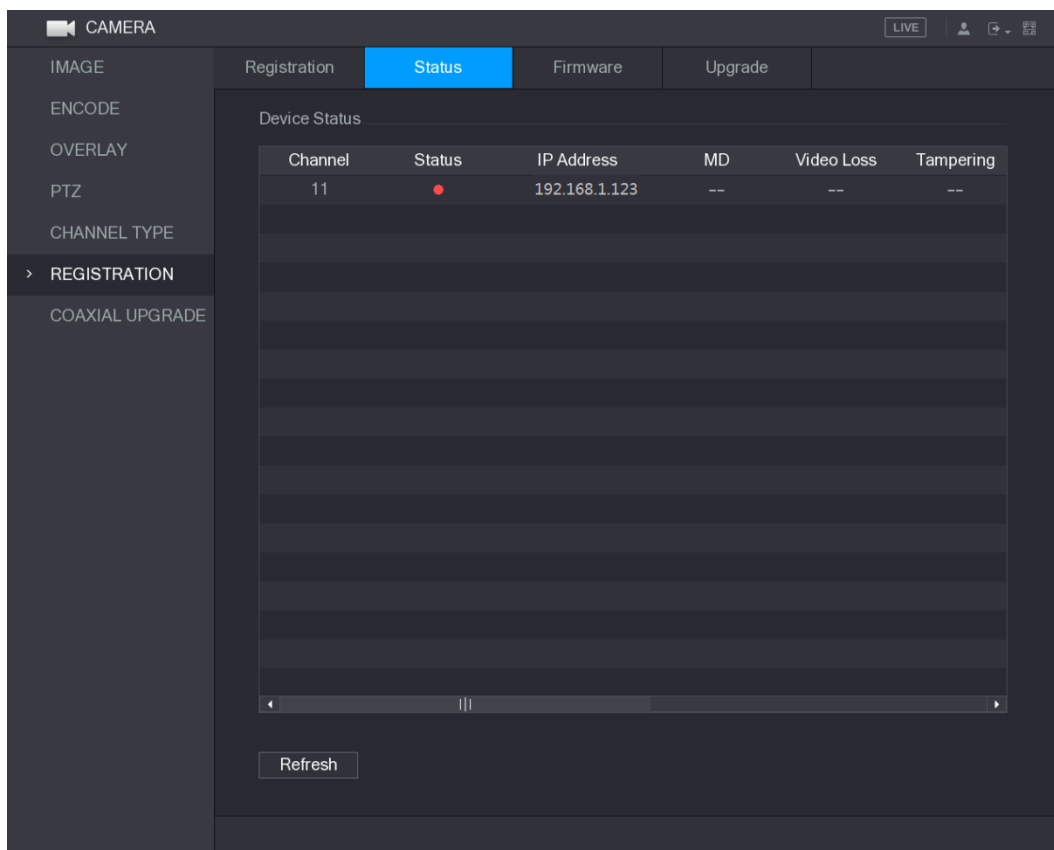 CAMERA LIVE
IMAGE
ENCODE
OVERLAY
PTZ
CHANNEL TYPE
> REGISTRATION
COAXIAL UPGRADE
Registration Status Firmware Upgrade
Device Status
Channel Status IP Address MD Video Loss Tampering
11 192.168.1.123 -- -- --
Refresh